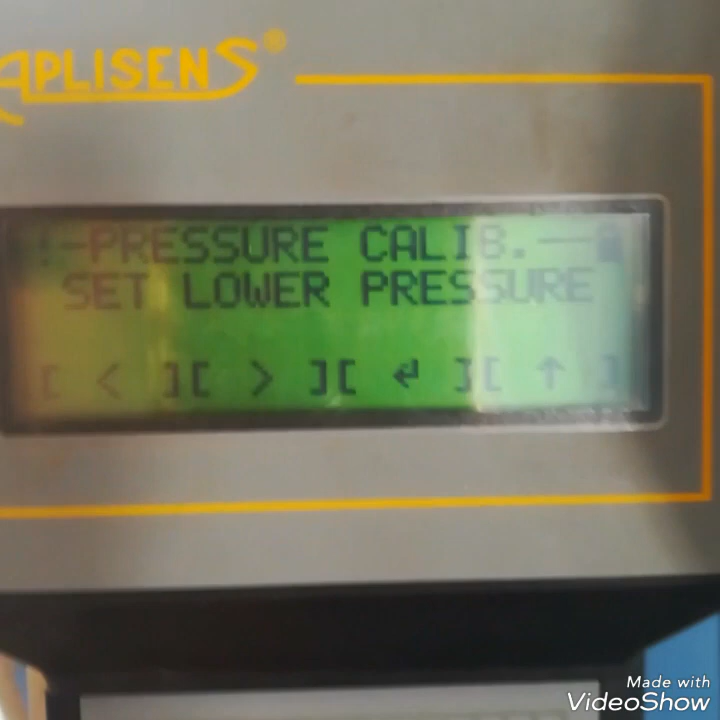 APLISENS®
!—PRESSURE CALIB.—
SET LOWER PRESSURE
[ < ][ > ][ ↵ ][ ↑ ]
Made with
VideoShow